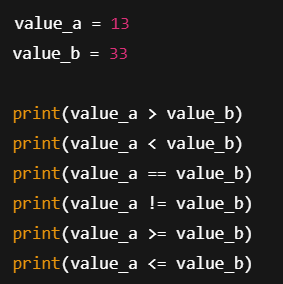 value_a = 13
value_b = 33
print(value_a > value_b)
print(value_a < value_b)
print(value_a == value_b)
print(value_a != value_b)
print(value_a >= value_b)
print(value_a <= value_b)